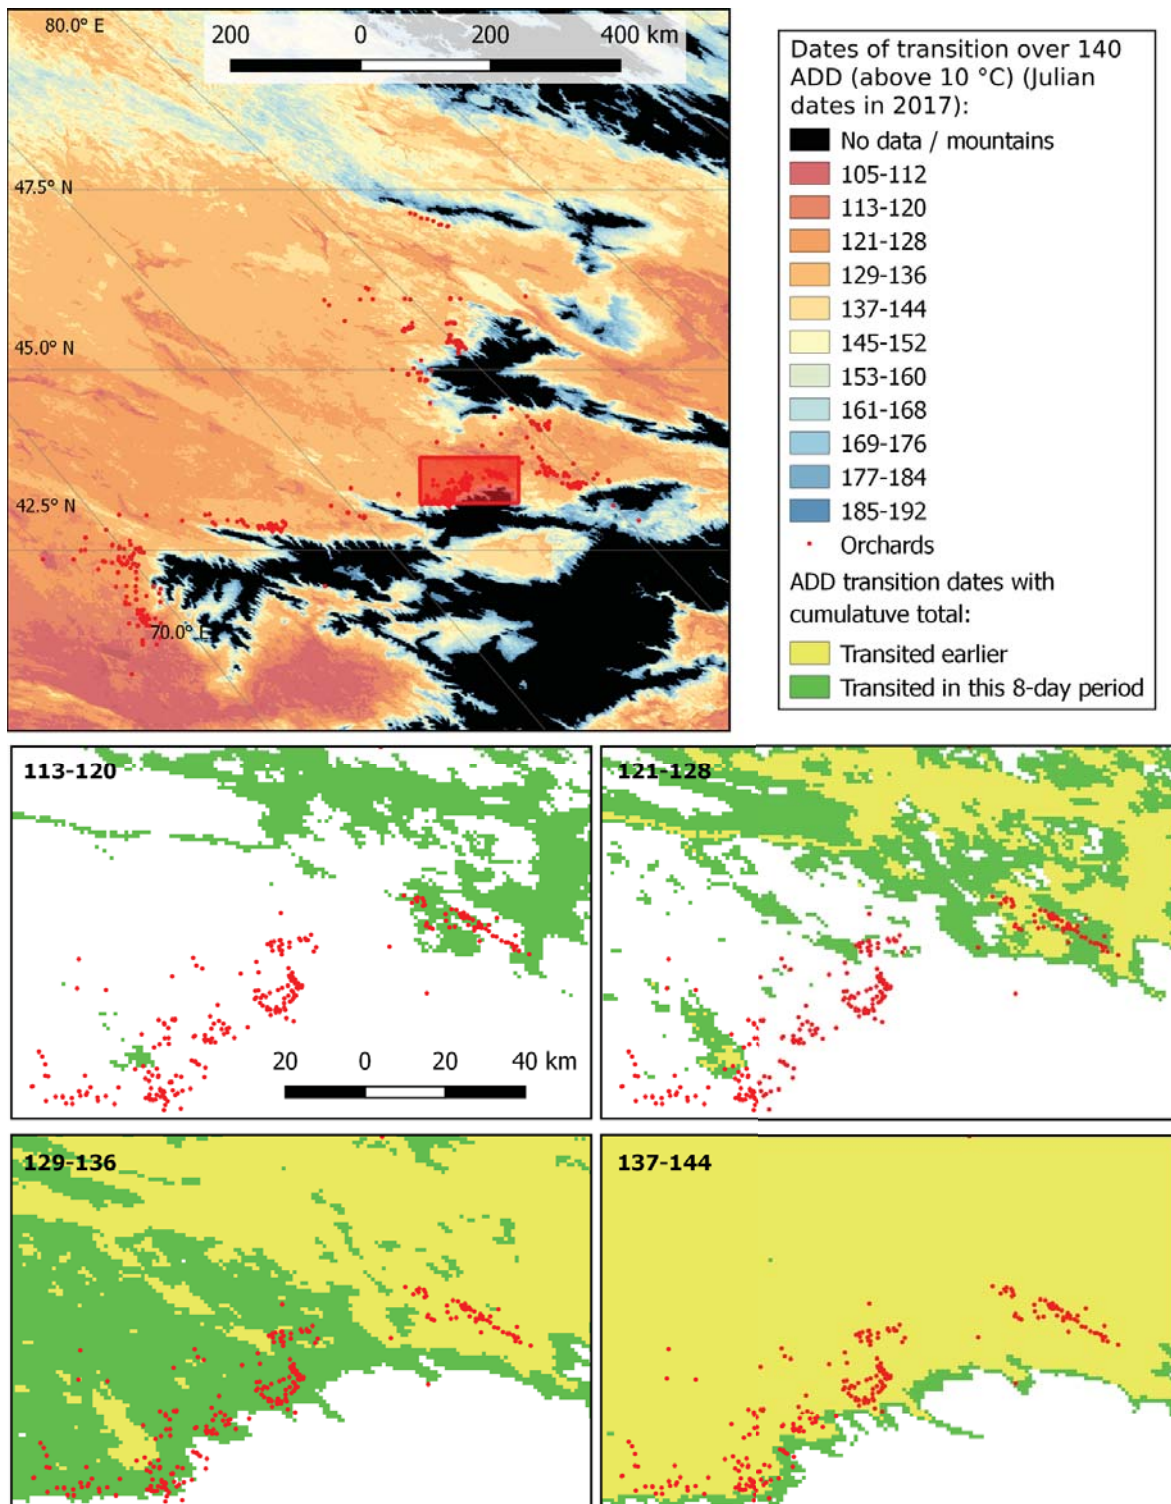 80.0° E
200 0 200 400 km
47.5° N
45.0° N
42.5° N
70.0° E
Dates of transition over 140
ADD (above 10 °C) (Julian
dates in 2017):
No data / mountains
105-112
113-120
121-128
129-136
137-144
145-152
153-160
161-168
169-176
177-184
185-192
Orchards
ADD transition dates with
cumulatuve total:
Transited earlier
Transited in this 8-day period
113-120
20 0 20 40 km
121-128
129-136
137-144